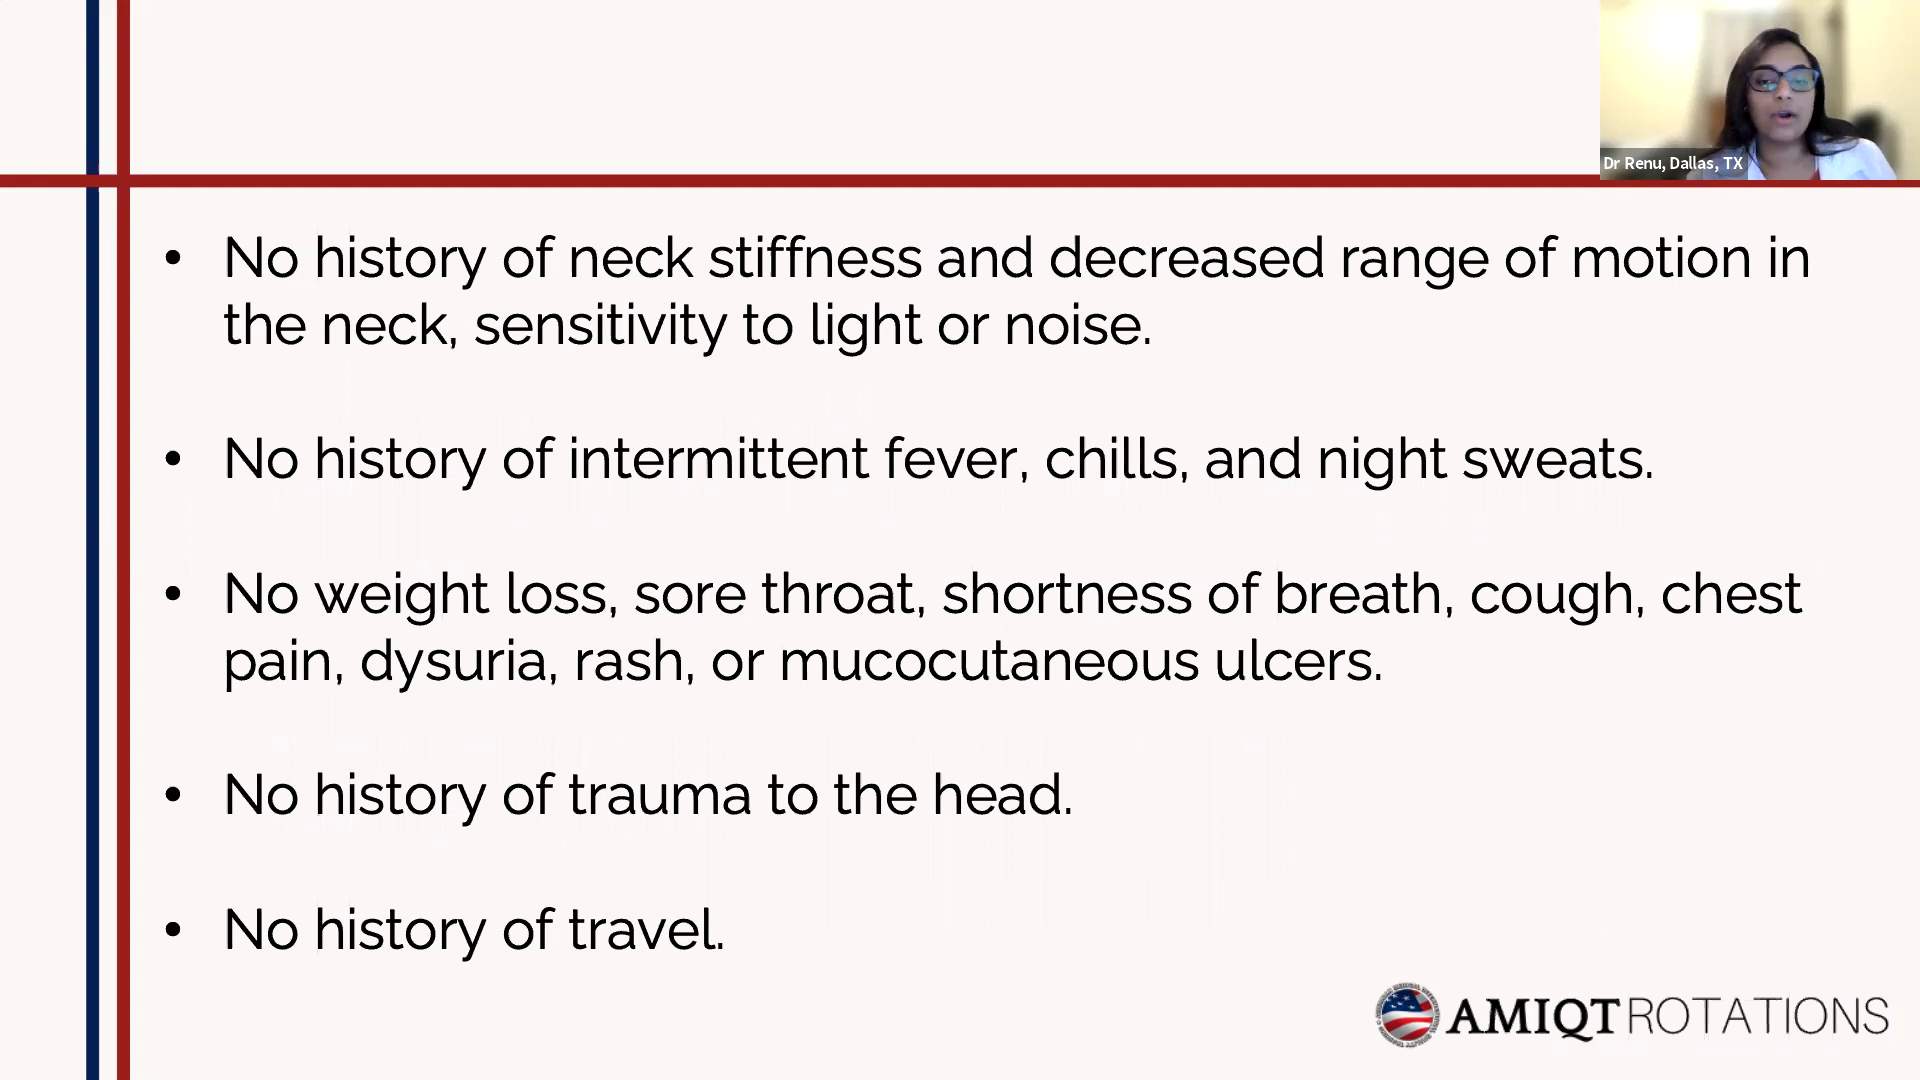 Dr Renu, Dallas, TX
• No history of neck stiffness and decreased range of motion in
the neck, sensitivity to light or noise.
• No history of intermittent fever, chills, and night sweats.
• No weight loss, sore throat, shortness of breath, cough, chest
pain, dysuria, rash, or mucocutaneous ulcers.
• No history of trauma to the head.
• No history of travel.
AMIQT ROTATIONS